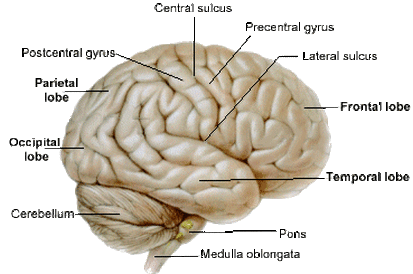 Central sulcus
Precentral gyrus
Postcentral gyrus
Lateral sulcus
Parietal
lobe
Frontal lobe
Occipital
lobe
Temporal lobe
Cerebellum
Pons
Medulla oblongata